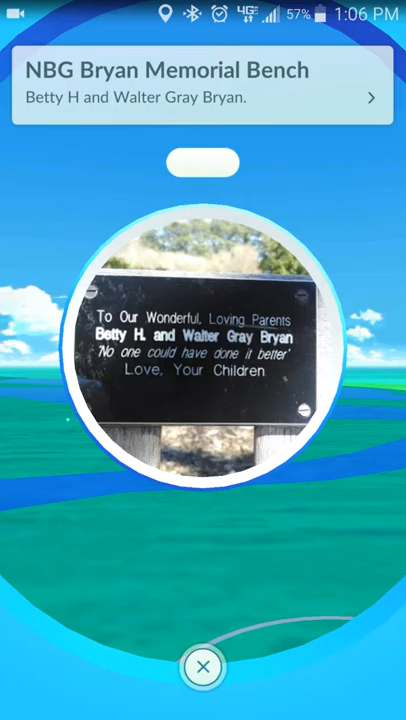 4G 57% 1:06 PM
NBG Bryan Memorial Bench
Betty H and Walter Gray Bryan.
To Our Wonderful, Loving Parents
Betty H. and Walter Gray Bryan
'No one could have done it better'
Love, Your Children